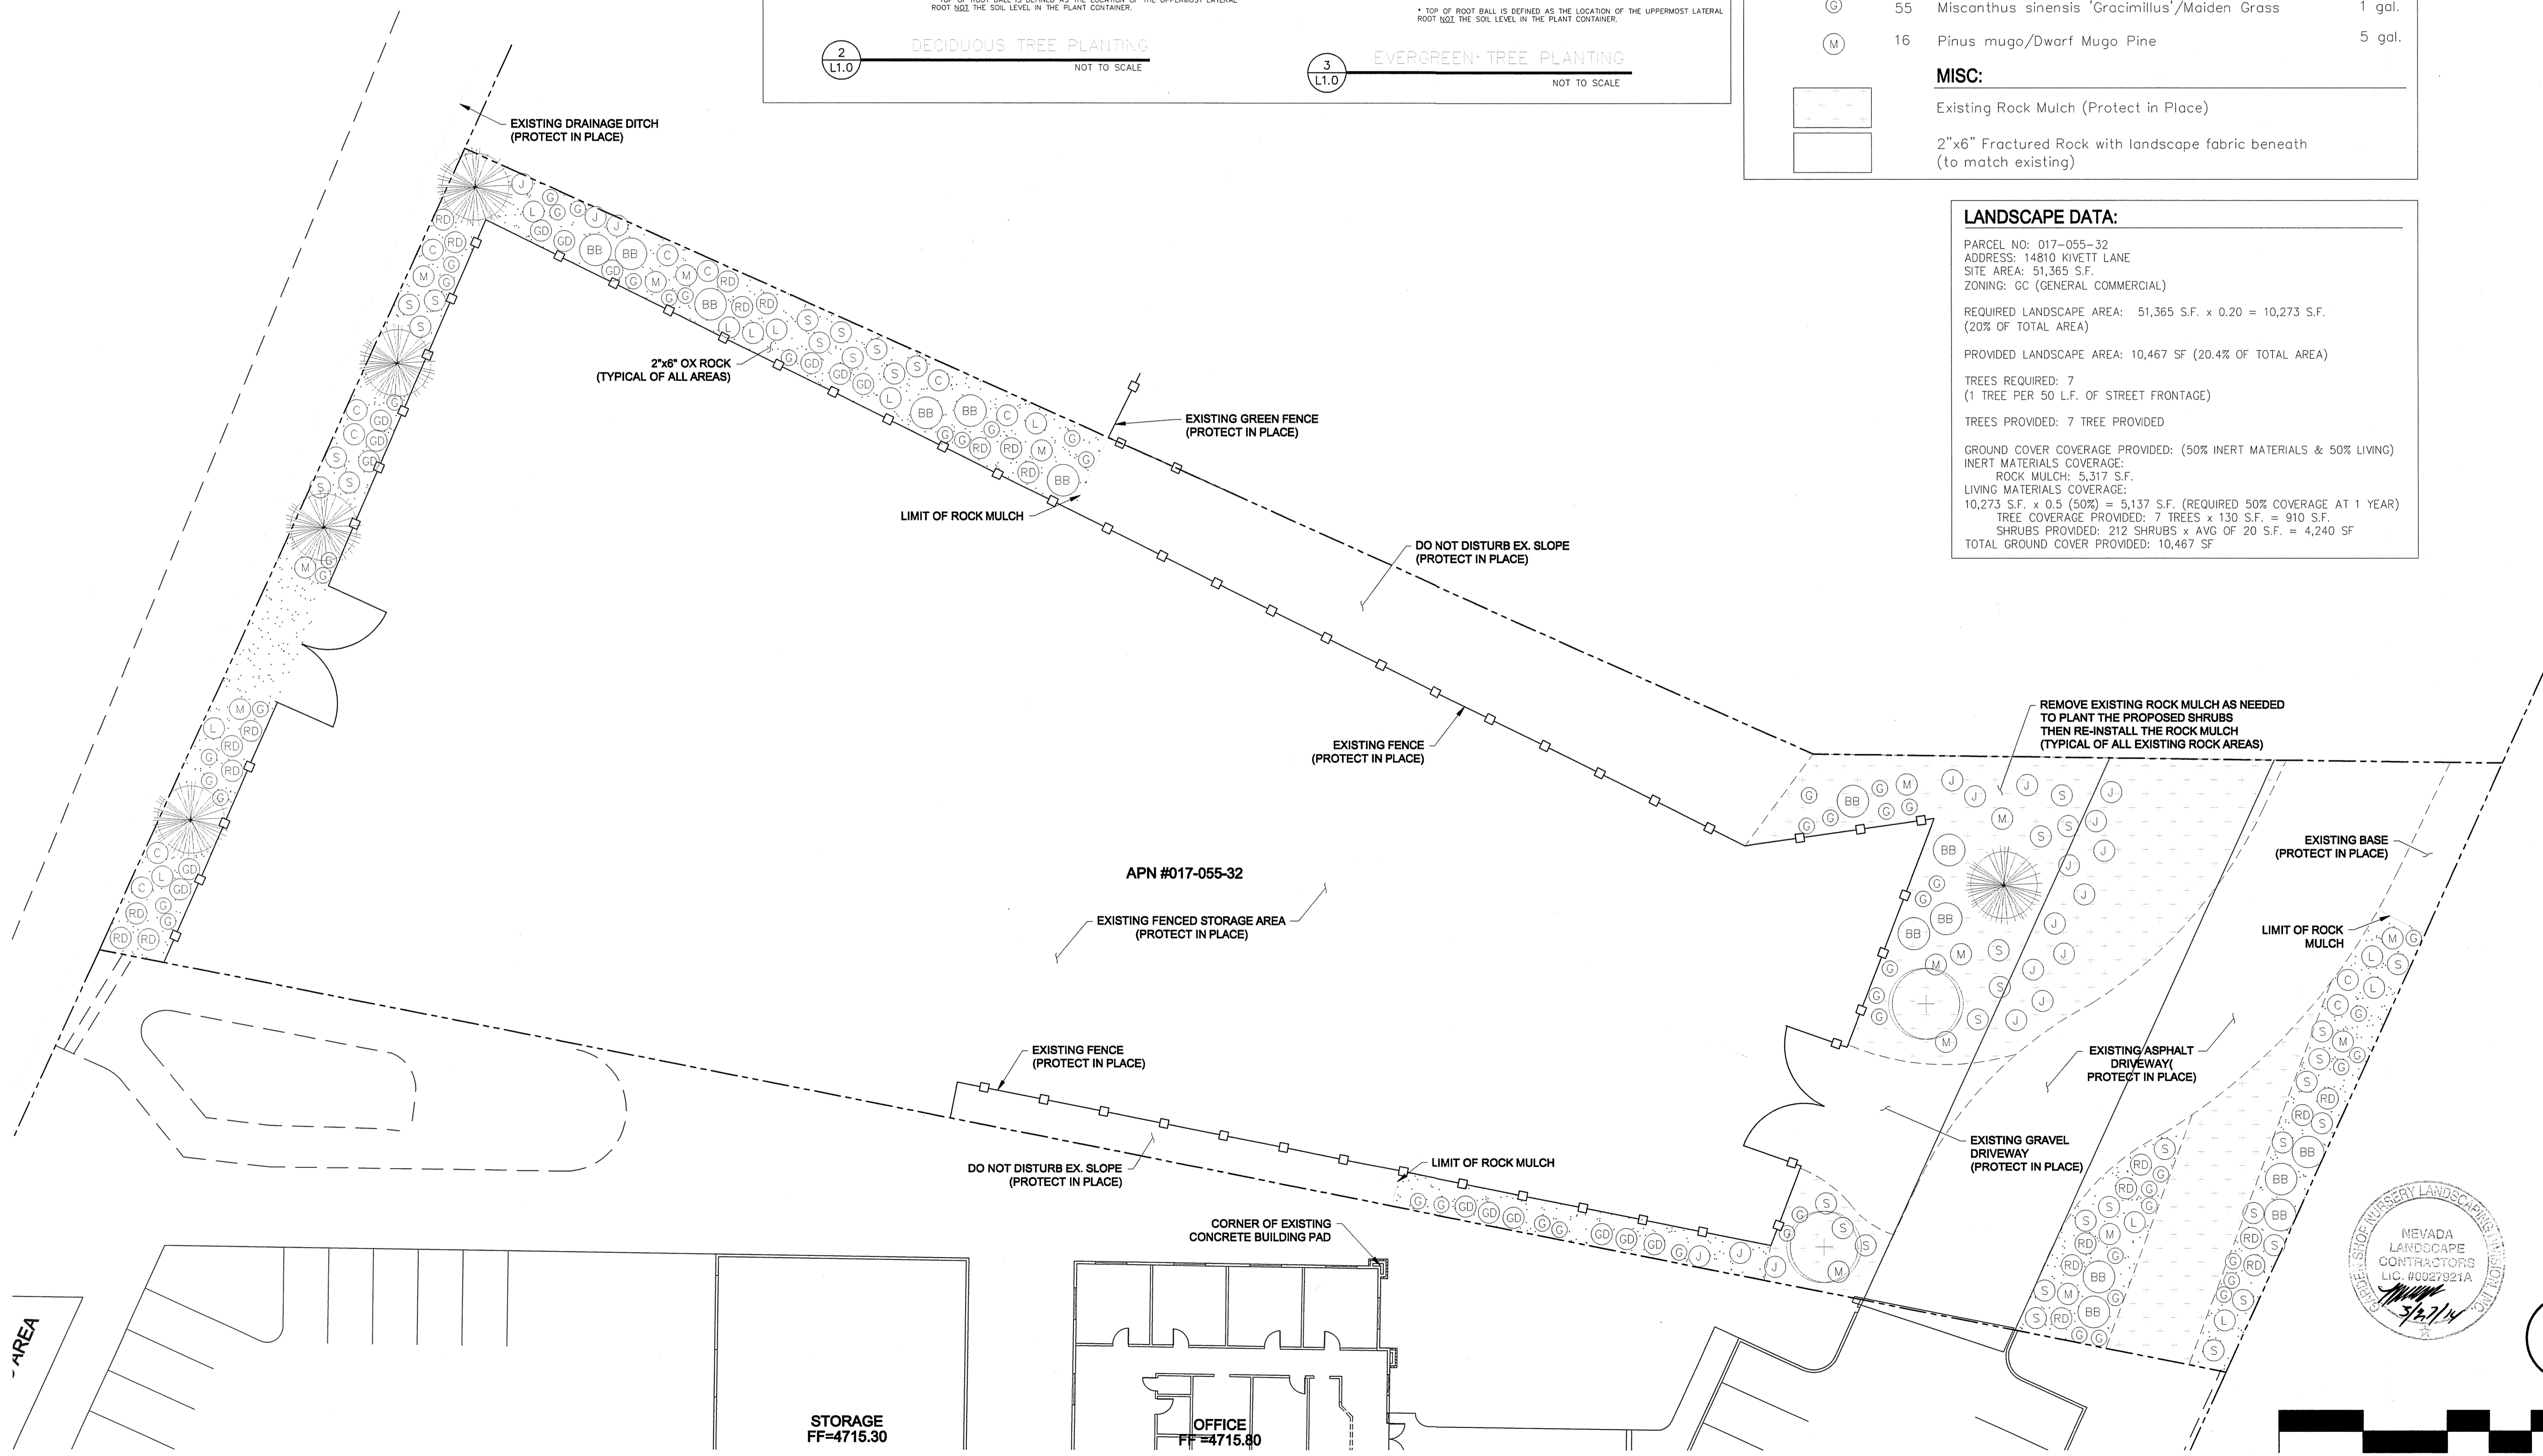 ROOT NOT THE SOIL LEVEL IN THE PLANT CONTAINER.
2
L1.0
DECIDUOUS TREE PLANTING
NOT TO SCALE
* TOP OF ROOT BALL IS DEFINED AS THE LOCATION OF THE UPPERMOST LATERAL
ROOT NOT THE SOIL LEVEL IN THE PLANT CONTAINER.
3
L1.0
EVERGREEN TREE PLANTING
NOT TO SCALE
G 55 Miscanthus sinensis 'Gracimillus'/Maiden Grass 1 gal.
M 16 Pinus mugo/Dwarf Mugo Pine 5 gal.
MISC:
Existing Rock Mulch (Protect in Place)
2"x6" Fractured Rock with landscape fabric beneath
(to match existing)
LANDSCAPE DATA:
PARCEL NO: 017-055-32
ADDRESS: 14810 KIVETT LANE
SITE AREA: 51,365 S.F.
ZONING: GC (GENERAL COMMERCIAL)
REQUIRED LANDSCAPE AREA: 51,365 S.F. x 0.20 = 10,273 S.F.
(20% OF TOTAL AREA)
PROVIDED LANDSCAPE AREA: 10,467 SF (20.4% OF TOTAL AREA)
TREES REQUIRED: 7
(1 TREE PER 50 L.F. OF STREET FRONTAGE)
TREES PROVIDED: 7 TREE PROVIDED
GROUND COVER COVERAGE PROVIDED: (50% INERT MATERIALS & 50% LIVING)
INERT MATERIALS COVERAGE:
ROCK MULCH: 5,317 S.F.
LIVING MATERIALS COVERAGE:
10,273 S.F. x 0.5 (50%) = 5,137 S.F. (REQUIRED 50% COVERAGE AT 1 YEAR)
TREE COVERAGE PROVIDED: 7 TREES x 130 S.F. = 910 S.F.
SHRUBS PROVIDED: 212 SHRUBS x AVG OF 20 S.F. = 4,240 SF
TOTAL GROUND COVER PROVIDED: 10,467 SF
EXISTING DRAINAGE DITCH
(PROTECT IN PLACE)
2"x6" OX ROCK
(TYPICAL OF ALL AREAS)
EXISTING GREEN FENCE
(PROTECT IN PLACE)
LIMIT OF ROCK MULCH
DO NOT DISTURB EX. SLOPE
(PROTECT IN PLACE)
EXISTING FENCE
(PROTECT IN PLACE)
REMOVE EXISTING ROCK MULCH AS NEEDED
TO PLANT THE PROPOSED SHRUBS
THEN RE-INSTALL THE ROCK MULCH
(TYPICAL OF ALL EXISTING ROCK AREAS)
EXISTING BASE
(PROTECT IN PLACE)
APN #017-055-32
EXISTING FENCED STORAGE AREA
(PROTECT IN PLACE)
LIMIT OF ROCK
MULCH
EXISTING FENCE
(PROTECT IN PLACE)
EXISTING ASPHALT
DRIVEWAY(
PROTECT IN PLACE)
EXISTING GRAVEL
DRIVEWAY
(PROTECT IN PLACE)
DO NOT DISTURB EX. SLOPE
(PROTECT IN PLACE)
LIMIT OF ROCK MULCH
CORNER OF EXISTING
CONCRETE BUILDING PAD
NEVADA
LANDSCAPE
CONTRACTORS
LIC. #0027921A
3/27/14
AREA
STORAGE
FF=4715.30
OFFICE
FF =4715.80